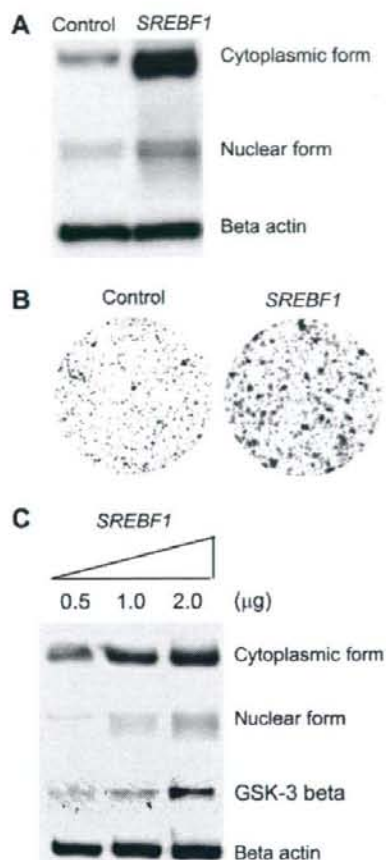 A
Control SREBF1
Cytoplasmic form
Nuclear form
Beta actin
B
Control SREBF1
C
SREBF1
0.5 1.0 2.0 (μg)
Cytoplasmic form
Nuclear form
GSK-3 beta
Beta actin